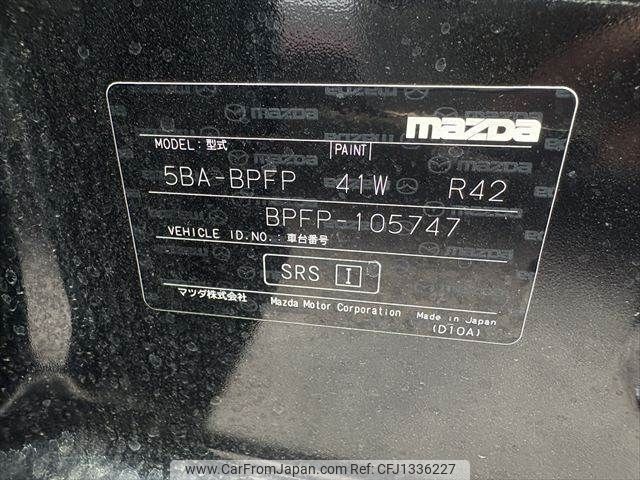 mazda
MODEL: 型式 PAINT
5BA-BPFP 41W R42
BPFP-105747
VEHICLE ID.NO.: 車台番号
SRS I
マツダ株式会社 Mazda Motor Corporation Made in Japan
(D10A)
www.CarFromJapan.com - CFJ1336227